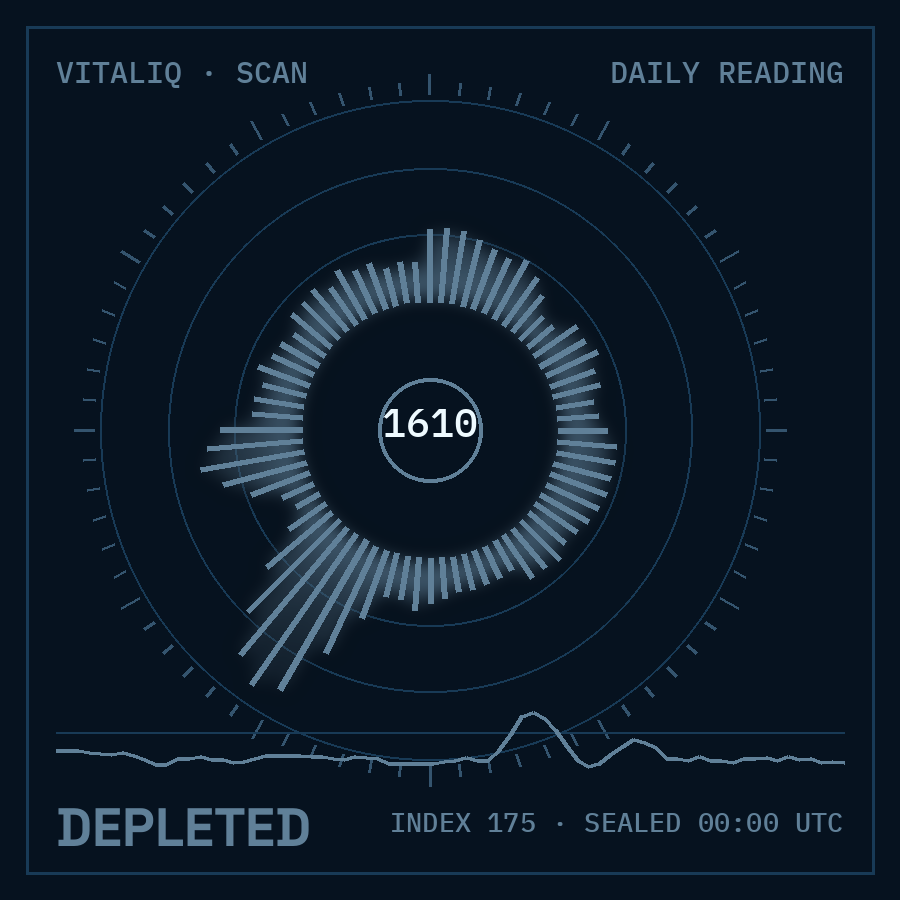 VITALIQ · SCAN
DAILY READING
1610
DEPLETED
INDEX 175 · SEALED 00:00 UTC